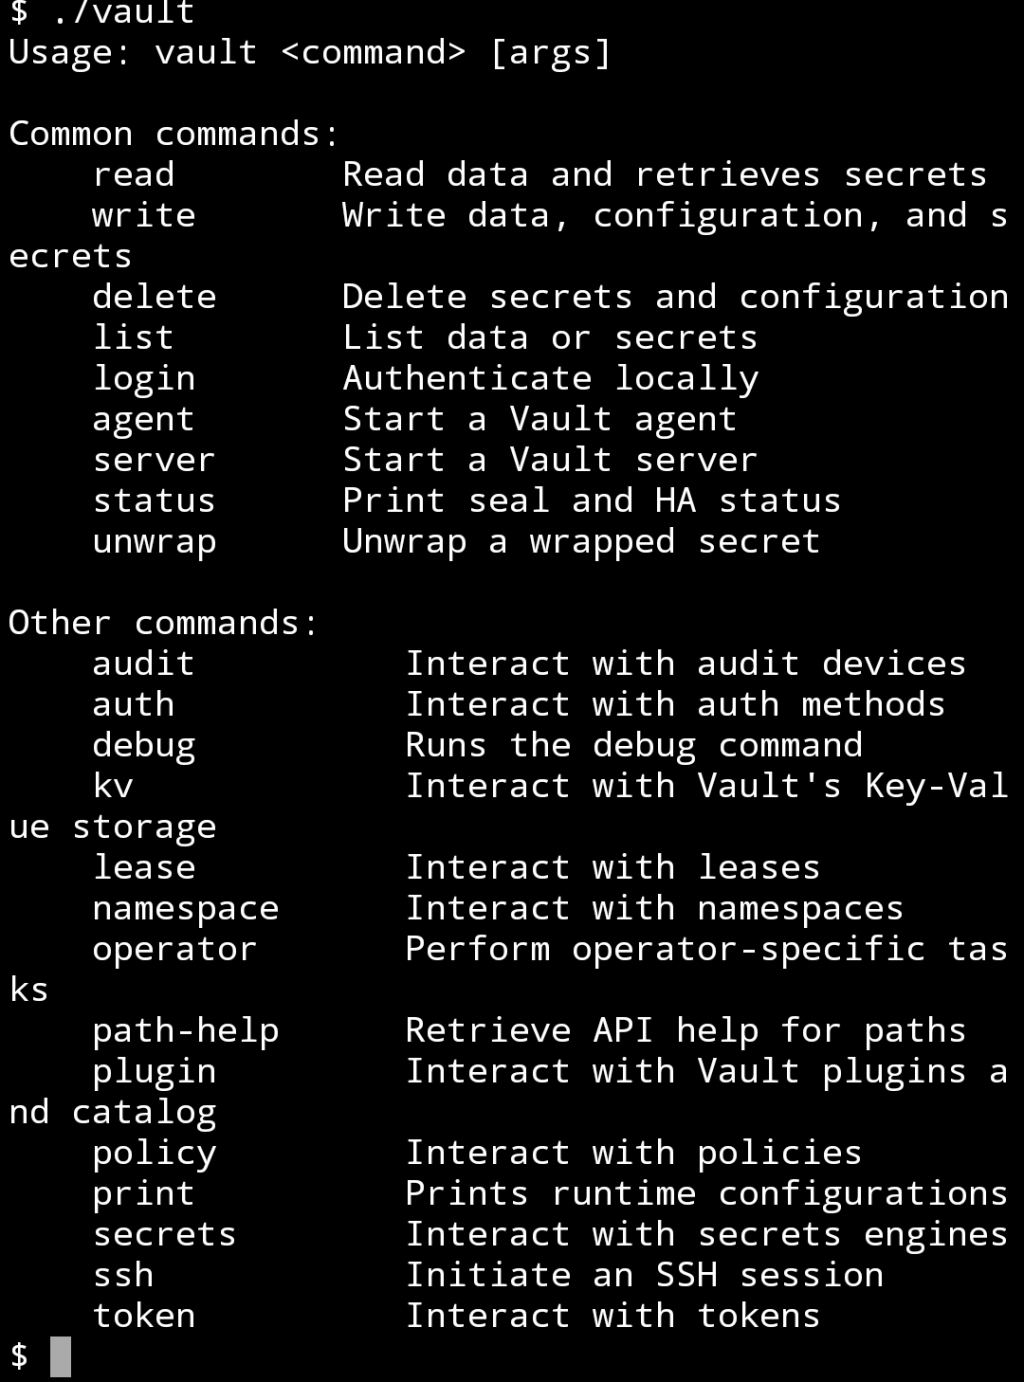 $ ./vault
Usage: vault <command> [args]
Common commands:
    read        Read data and retrieves secrets
    write       Write data, configuration, and s
ecrets
    delete      Delete secrets and configuration
    list        List data or secrets
    login       Authenticate locally
    agent       Start a Vault agent
    server      Start a Vault server
    status      Print seal and HA status
    unwrap      Unwrap a wrapped secret
Other commands:
    audit          Interact with audit devices
    auth           Interact with auth methods
    debug          Runs the debug command
    kv             Interact with Vault's Key-Val
ue storage
    lease          Interact with leases
    namespace      Interact with namespaces
    operator       Perform operator-specific tas
ks
    path-help      Retrieve API help for paths
    plugin         Interact with Vault plugins a
nd catalog
    policy         Interact with policies
    print          Prints runtime configurations
    secrets        Interact with secrets engines
    ssh            Initiate an SSH session
    token          Interact with tokens
$